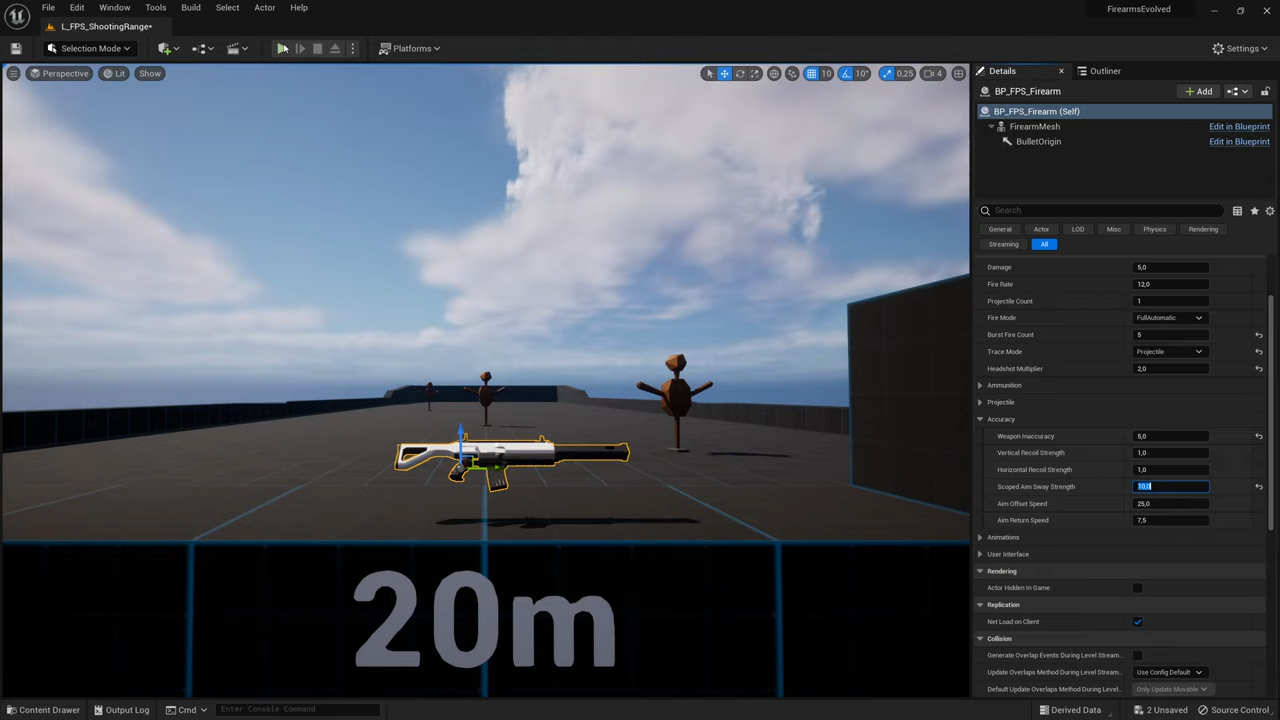 File Edit Window Tools Build Select Actor Help FirearmsEvolved
L_FPS_ShootingRange•
Selection Mode Platforms Settings
Perspective Lit Show 10 10° 0,25 4
Details Outliner
BP_FPS_Firearm Add
BP_FPS_Firearm (Self)
FirearmMesh Edit in Blueprint
BulletOrigin Edit in Blueprint
Search
General Actor LOD Misc Physics Rendering
Streaming All
Damage 5,0
Fire Rate 12,0
Projectile Count 1
Fire Mode FullAutomatic
Burst Fire Count 5
Trace Mode Projectile
Headshot Multiplier 2,0
Ammunition
Projectile
Accuracy
Weapon Inaccuracy 5,0
Vertical Recoil Strength 1,0
Horizontal Recoil Strength 1,0
Scoped Aim Sway Strength 10,0
Aim Offset Speed 25,0
Aim Return Speed 7,5
Animations
User Interface
Rendering
Actor Hidden In Game
Replication
Net Load on Client
Collision
Generate Overlap Events During Level Stream...
Update Overlaps Method During Level Stream... Use Config Default
Default Update Overlaps Method During Level... Only Update Movable
20m
Content Drawer Output Log Cmd Enter Console Command Derived Data 2 Unsaved Source Control